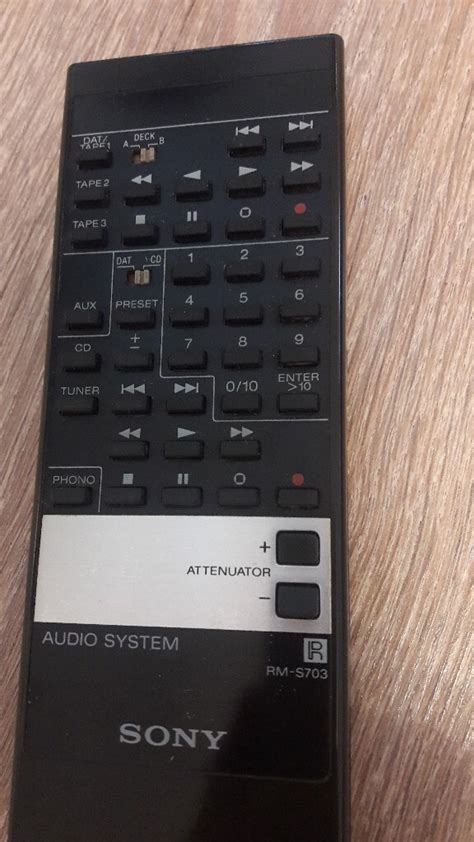 DAT/ TAPE 1
A DECK B
TAPE 2
TAPE 3
DAT CD
1 2 3
AUX PRESET 4 5 6
CD + − 7 8 9
TUNER 0/10 ENTER >10
PHONO
+
ATTENUATOR
−
AUDIO SYSTEM R
RM-S703
SONY